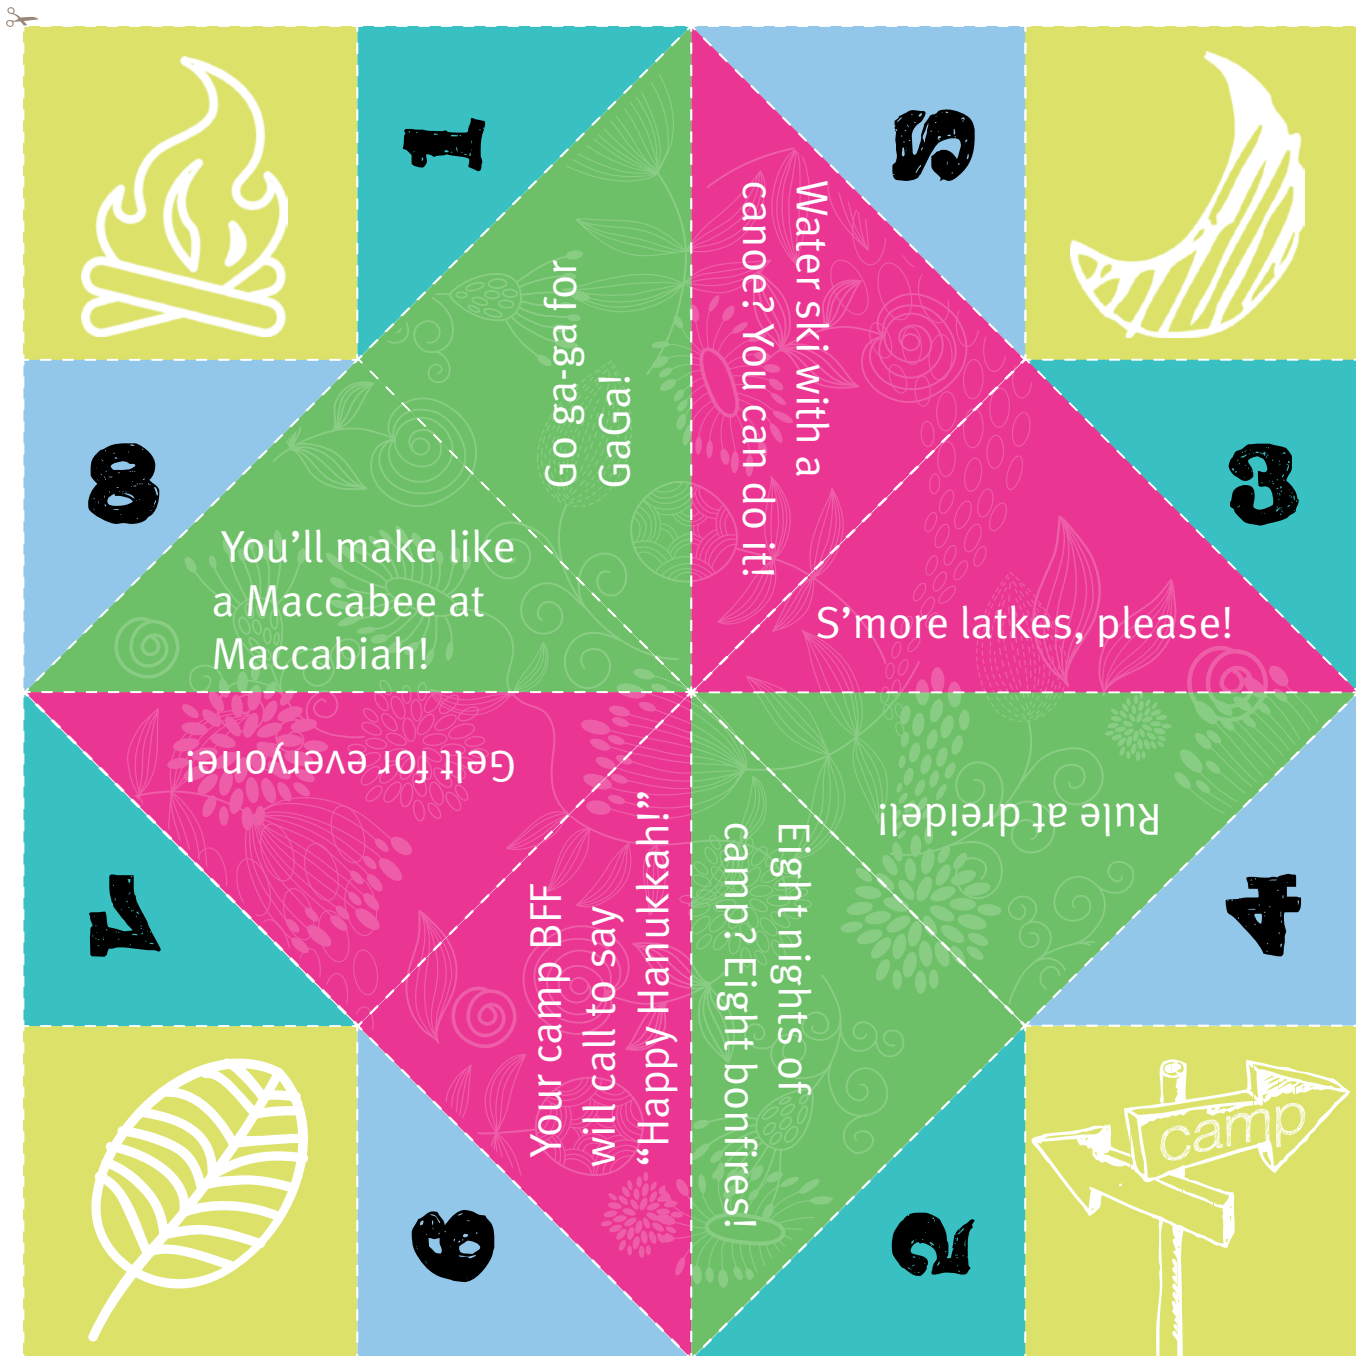 1
5
Go ga-ga for
GaGa!
Water ski with a
canoe? You can do it!
8
3
You’ll make like
a Maccabee at
Maccabiah!
S’more latkes, please!
Gelt for everyone!
Rule at dreidel!
7
4
Your camp BFF
will call to say
“Happy Hanukkah!”
Eight nights of
camp? Eight bonfires!
6
2
camp